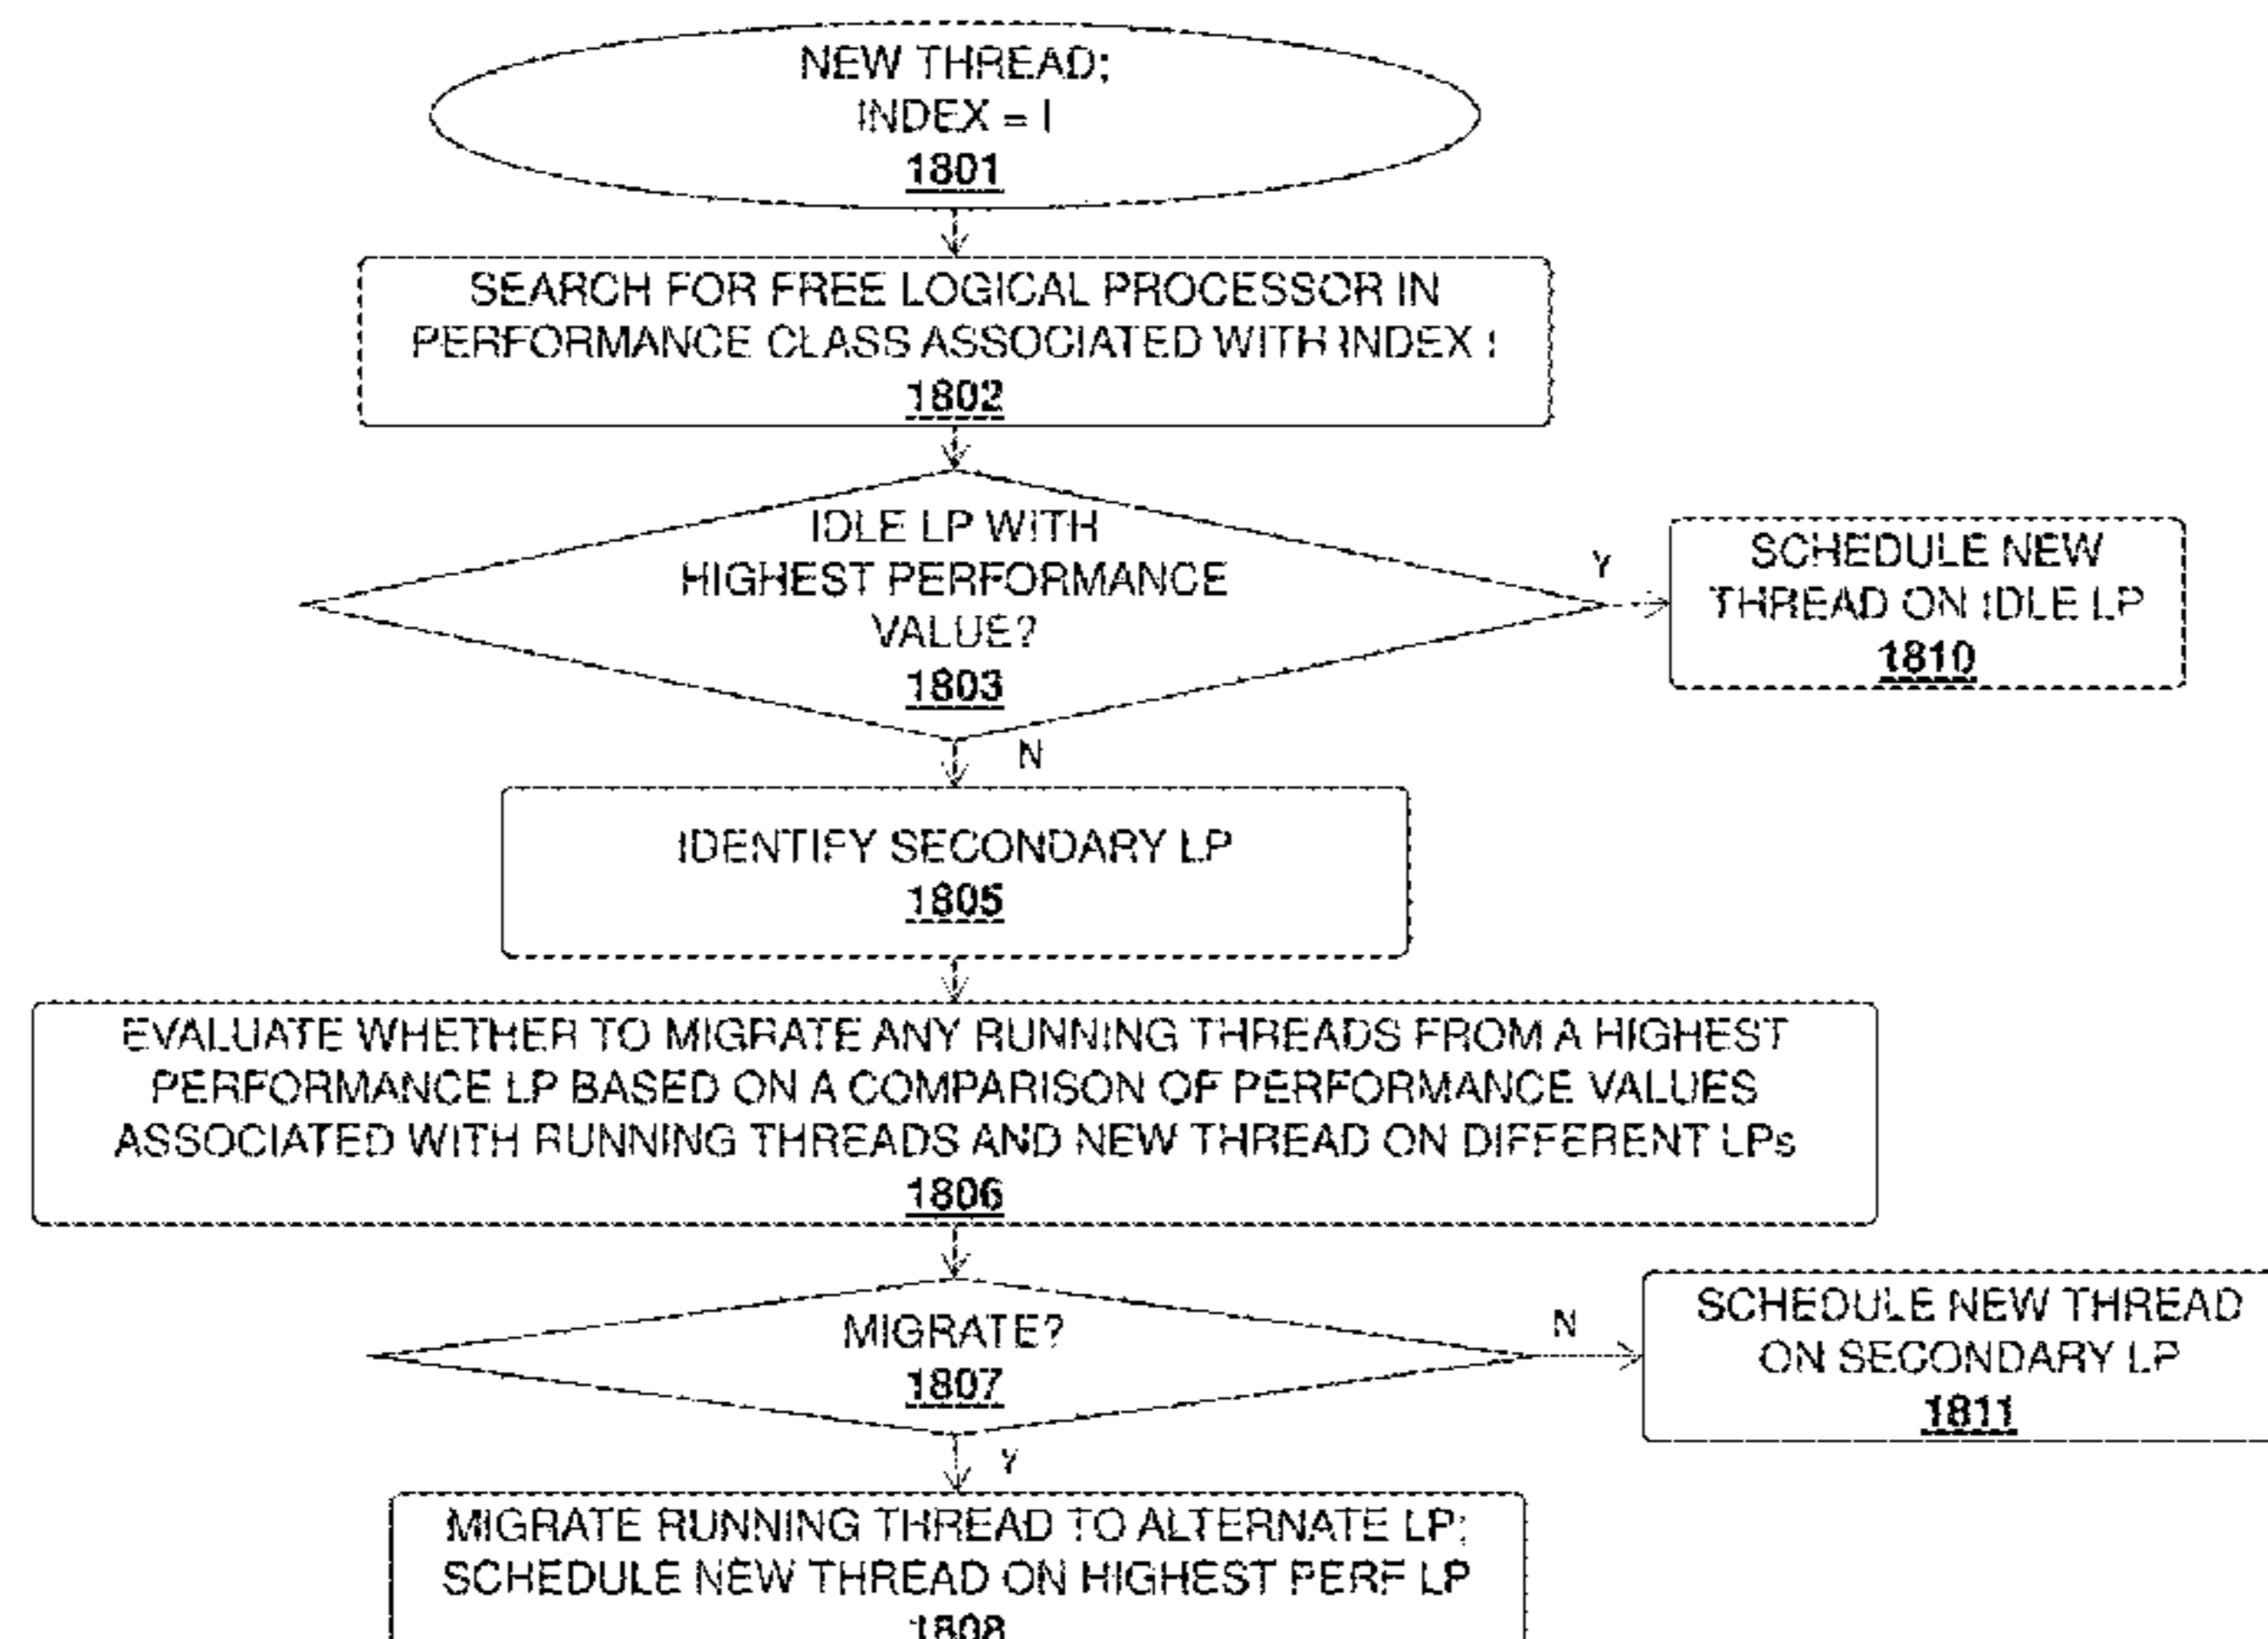 NEW THREAD;
INDEX = I
1801
SEARCH FOR FREE LOGICAL PROCESSOR IN
PERFORMANCE CLASS ASSOCIATED WITH INDEX I
1802
IDLE LP WITH
HIGHEST PERFORMANCE
VALUE?
1803
Y
SCHEDULE NEW
THREAD ON IDLE LP
1810
N
IDENTIFY SECONDARY LP
1805
EVALUATE WHETHER TO MIGRATE ANY RUNNING THREADS FROM A HIGHEST
PERFORMANCE LP BASED ON A COMPARISON OF PERFORMANCE VALUES
ASSOCIATED WITH RUNNING THREADS AND NEW THREAD ON DIFFERENT LPs
1806
MIGRATE?
1807
N
SCHEDULE NEW THREAD
ON SECONDARY LP
1811
Y
MIGRATE RUNNING THREAD TO ALTERNATE LP;
SCHEDULE NEW THREAD ON HIGHEST PERF LP
1808